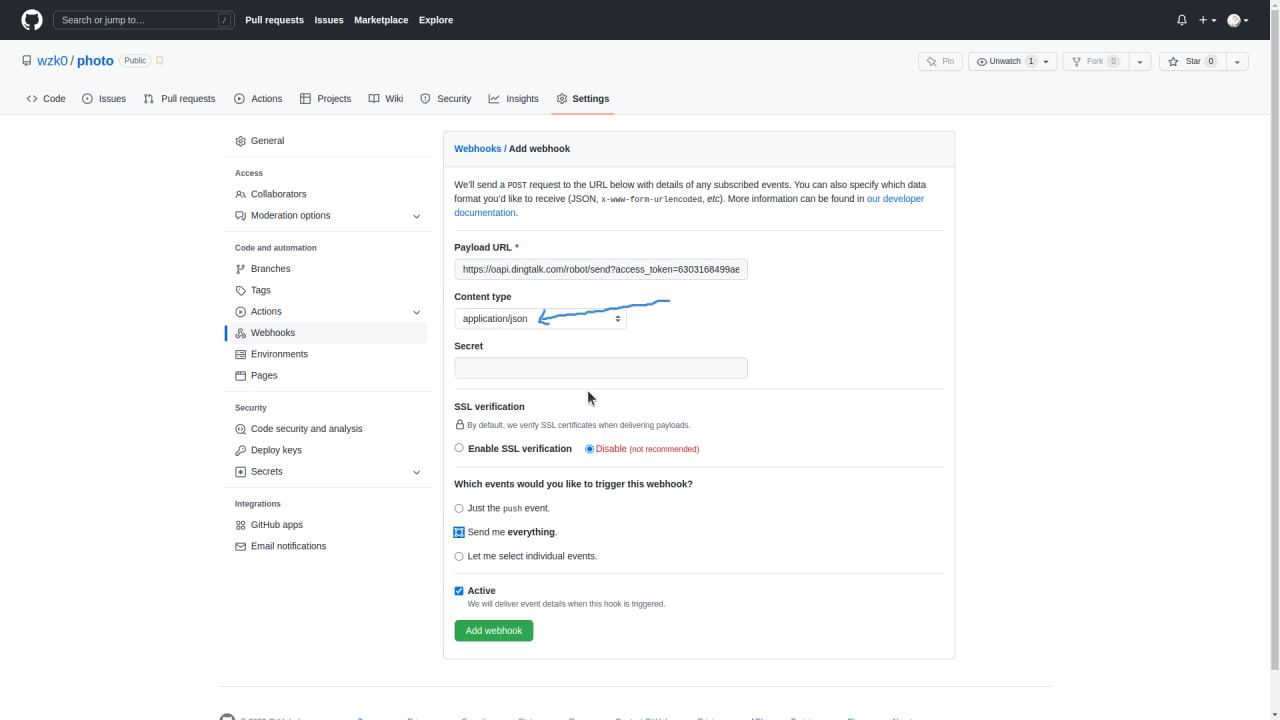 Search or jump to… /
Pull requests Issues Marketplace Explore
wzk0 / photo Public
Pin Unwatch 1 Fork 0 Star 0
Code Issues Pull requests Actions Projects Wiki Security Insights Settings
General
Access
Collaborators
Moderation options
Code and automation
Branches
Tags
Actions
Webhooks
Environments
Pages
Security
Code security and analysis
Deploy keys
Secrets
Integrations
GitHub apps
Email notifications
Webhooks / Add webhook
We'll send a POST request to the URL below with details of any subscribed events. You can also specify which data
format you'd like to receive (JSON, x-www-form-urlencoded, etc). More information can be found in our developer
documentation.
Payload URL *
https://oapi.dingtalk.com/robot/send?access_token=6303168499ae
Content type
application/json
Secret
SSL verification
By default, we verify SSL certificates when delivering payloads.
Enable SSL verification Disable (not recommended)
Which events would you like to trigger this webhook?
Just the push event.
Send me everything.
Let me select individual events.
Active
We will deliver event details when this hook is triggered.
Add webhook